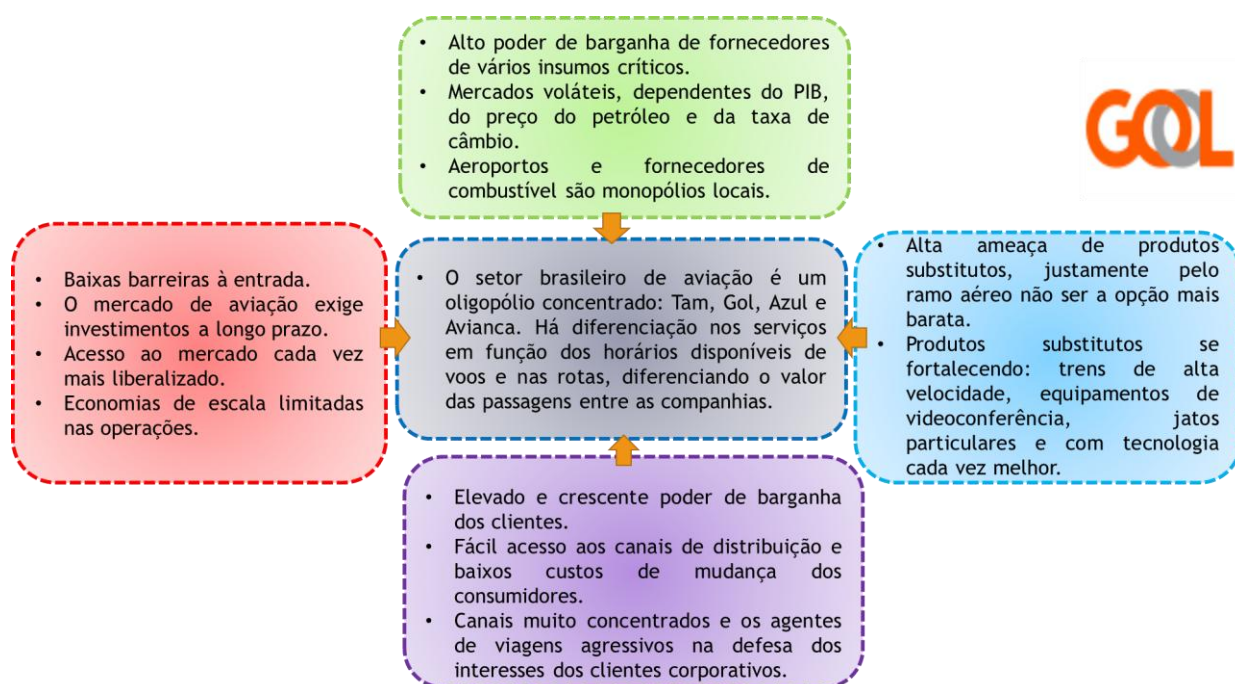 • Alto poder de barganha de fornecedores
de vários insumos críticos.
• Mercados voláteis, dependentes do PIB,
do preço do petróleo e da taxa de
câmbio.
• Aeroportos e fornecedores de
combustível são monopólios locais.
GOL
• Baixas barreiras à entrada.
• O mercado de aviação exige
investimentos a longo prazo.
• Acesso ao mercado cada vez
mais liberalizado.
• Economias de escala limitadas
nas operações.
• O setor brasileiro de aviação é um
oligopólio concentrado: Tam, Gol, Azul e
Avianca. Há diferenciação nos serviços
em função dos horários disponíveis de
voos e nas rotas, diferenciando o valor
das passagens entre as companhias.
• Alta ameaça de produtos
substitutos, justamente pelo
ramo aéreo não ser a opção mais
barata.
• Produtos substitutos se
fortalecendo: trens de alta
velocidade, equipamentos de
videoconferência, jatos
particulares e com tecnologia
cada vez melhor.
• Elevado e crescente poder de barganha
dos clientes.
• Fácil acesso aos canais de distribuição e
baixos custos de mudança dos
consumidores.
• Canais muito concentrados e os agentes
de viagens agressivos na defesa dos
interesses dos clientes corporativos.